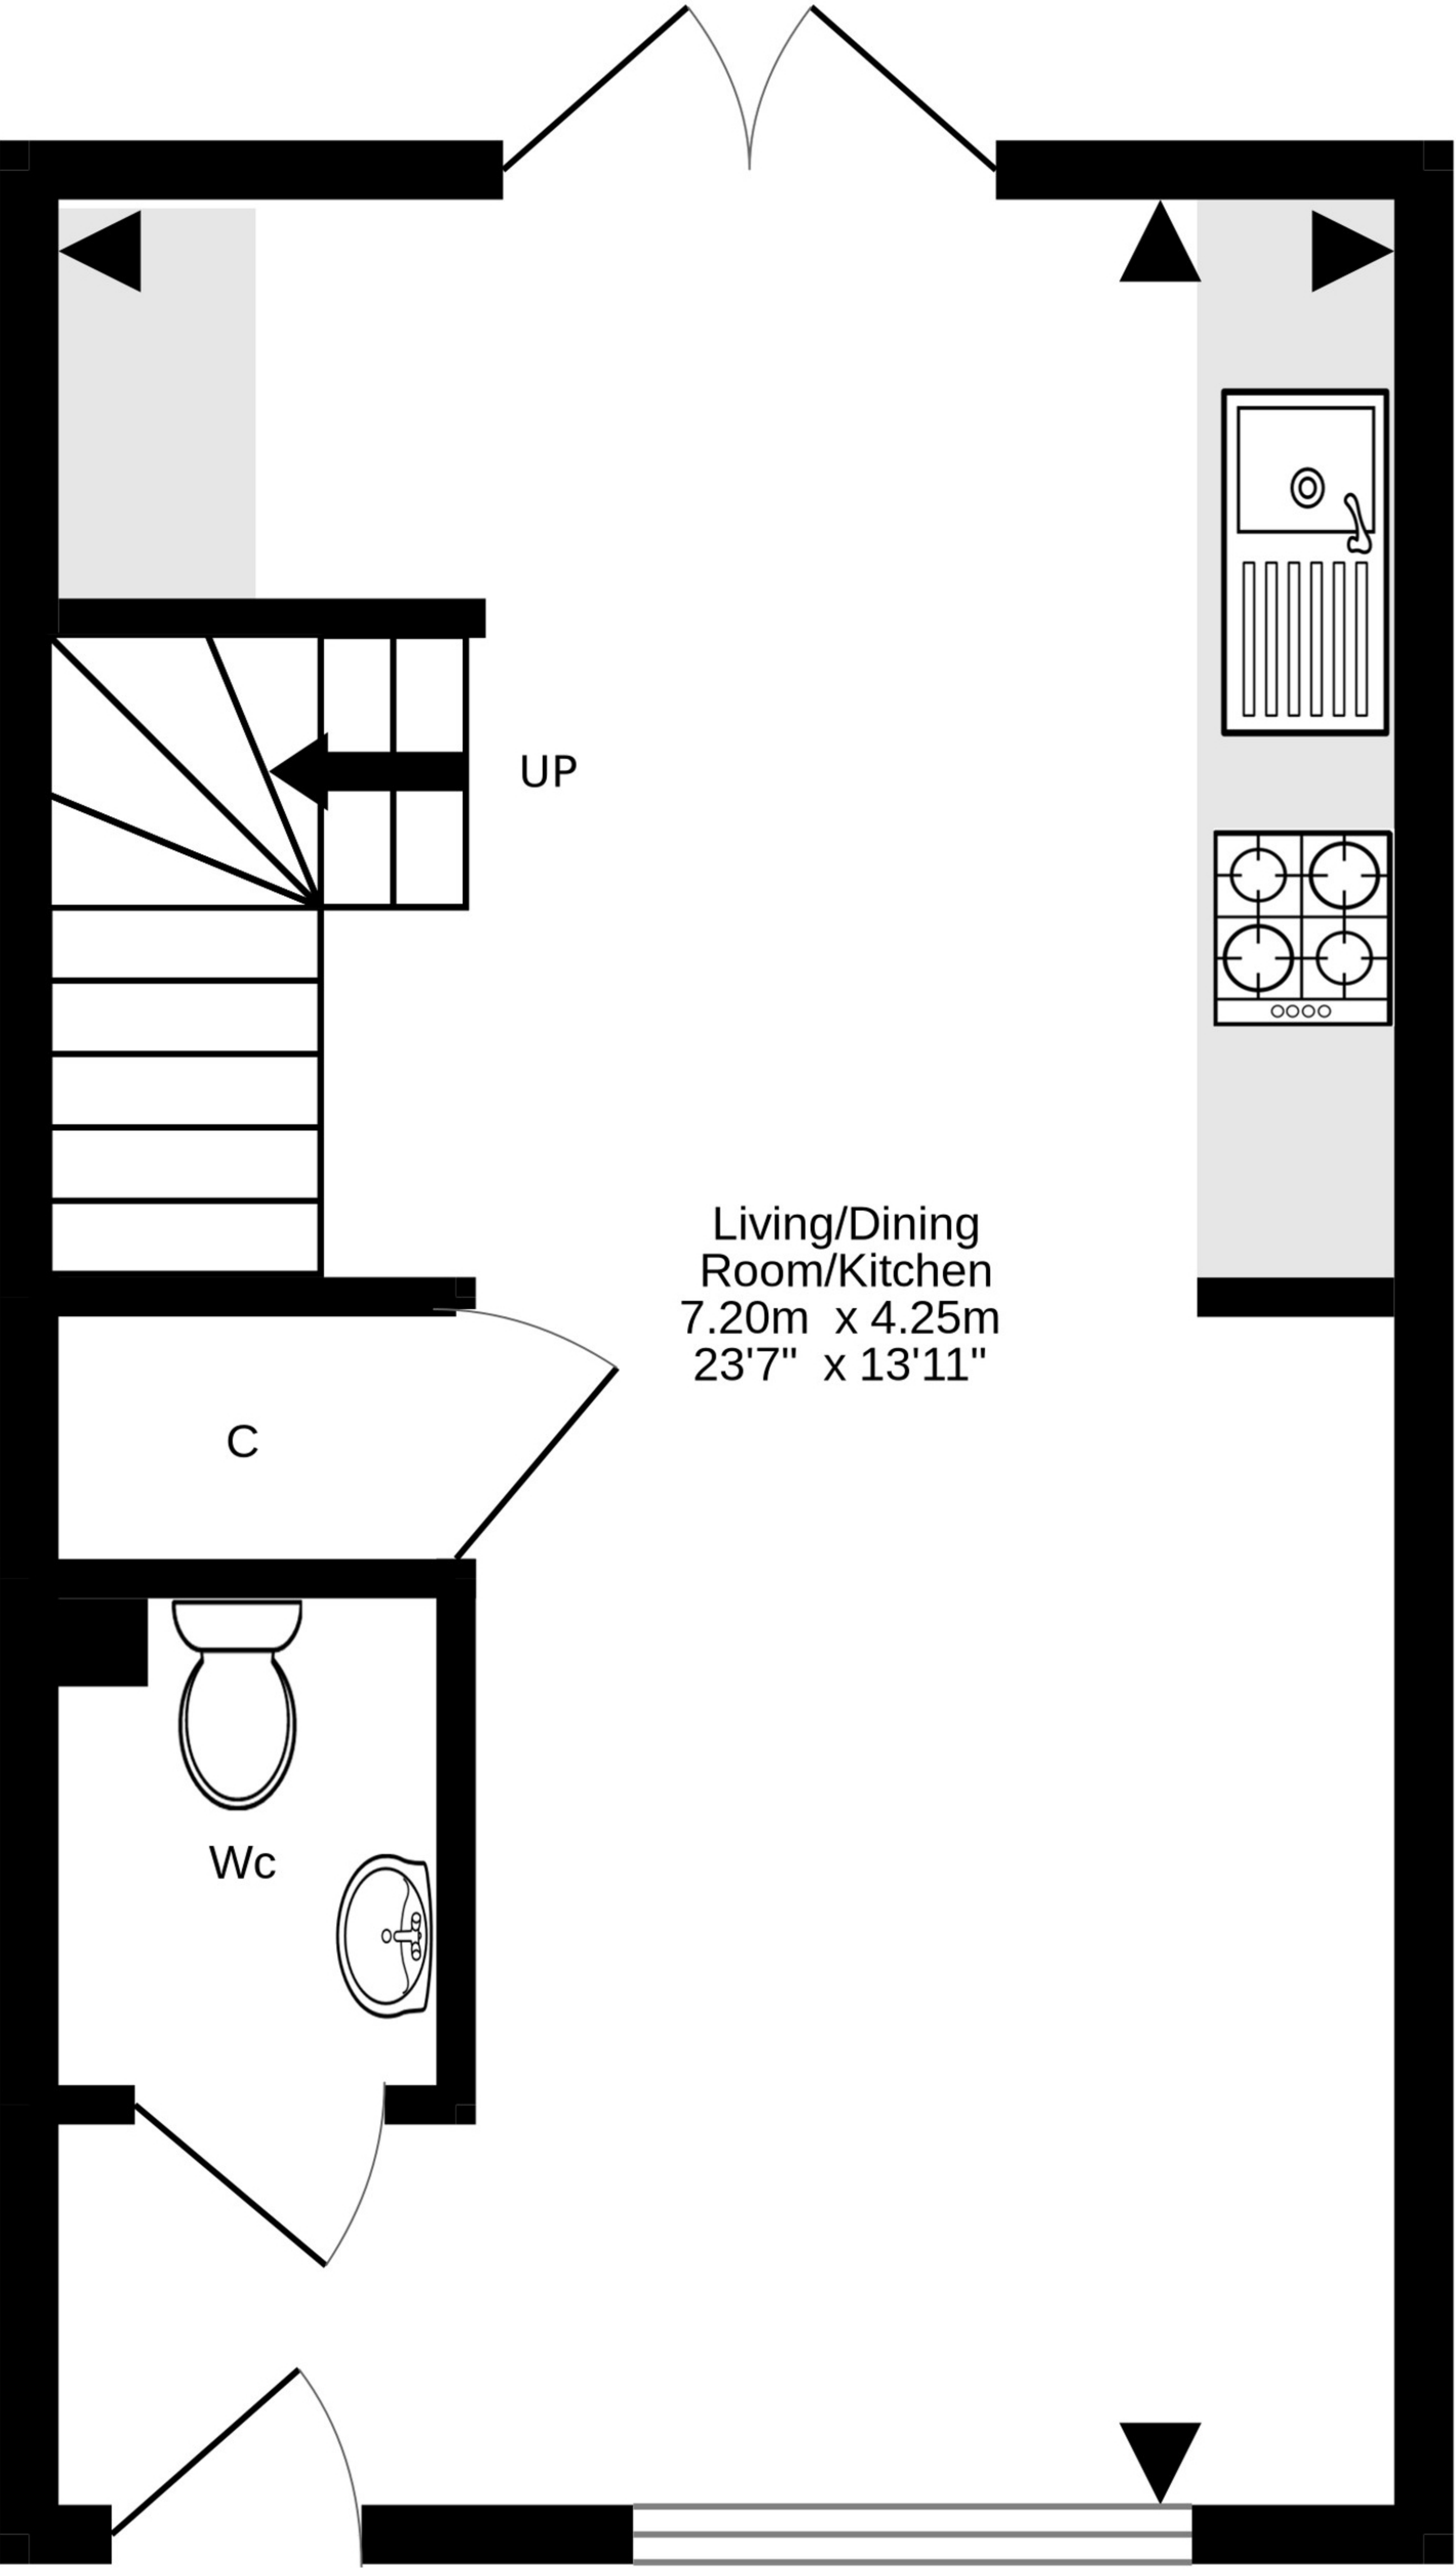 UP
Living/Dining
Room/Kitchen
7.20m x 4.25m
23'7" x 13'11"
C
Wc